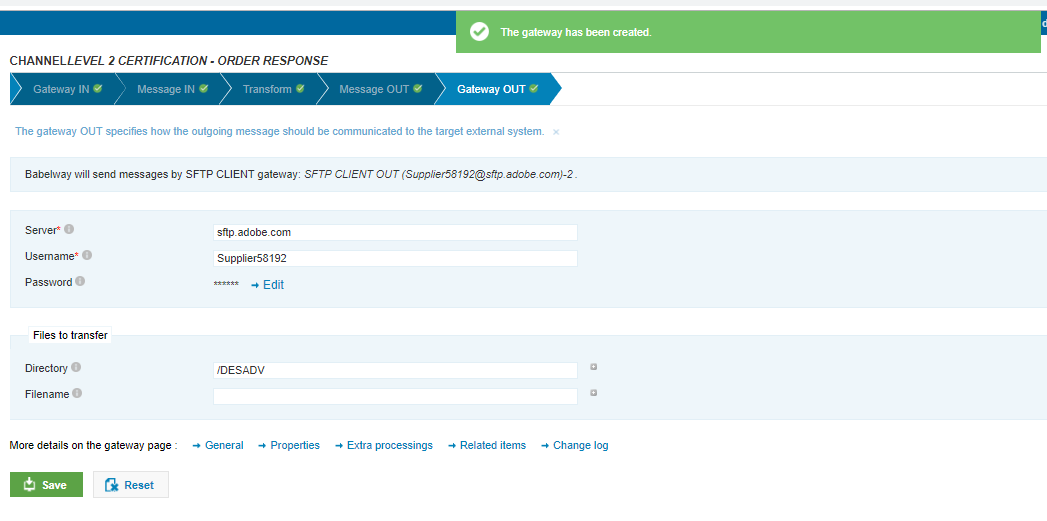 The gateway has been created.
CHANNELLEVEL 2 CERTIFICATION - ORDER RESPONSE
Gateway IN Message IN Transform Message OUT Gateway OUT
The gateway OUT specifies how the outgoing message should be communicated to the target external system. ×
Babelway will send messages by SFTP CLIENT gateway: SFTP CLIENT OUT (Supplier58192@sftp.adobe.com)-2 .
Server* sftp.adobe.com
Username* Supplier58192
Password ****** → Edit
Files to transfer
Directory /DESADV
Filename
More details on the gateway page : → General → Properties → Extra processings → Related items → Change log
Save Reset